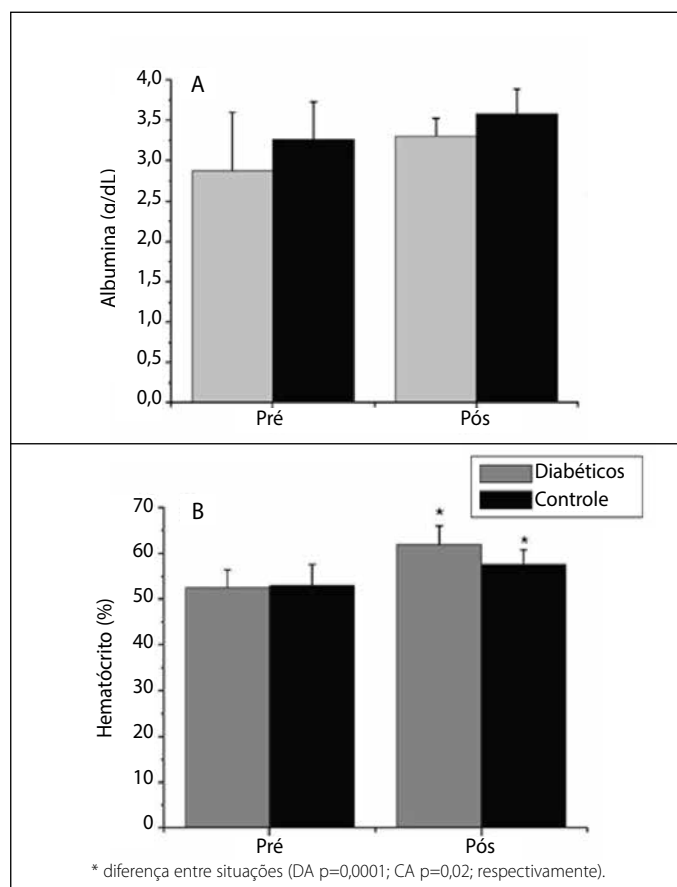 A
4,0
3,5
3,0
2,5
2,0
1,5
1,0
0,5
0,0
Albumina (α/dL)
Pré Pós
B
Diabéticos
Controle
70
60
50
40
30
20
10
0
Hematócrito (%)
* *
Pré Pós
* diferença entre situações (DA p=0,0001; CA p=0,02; respectivamente).